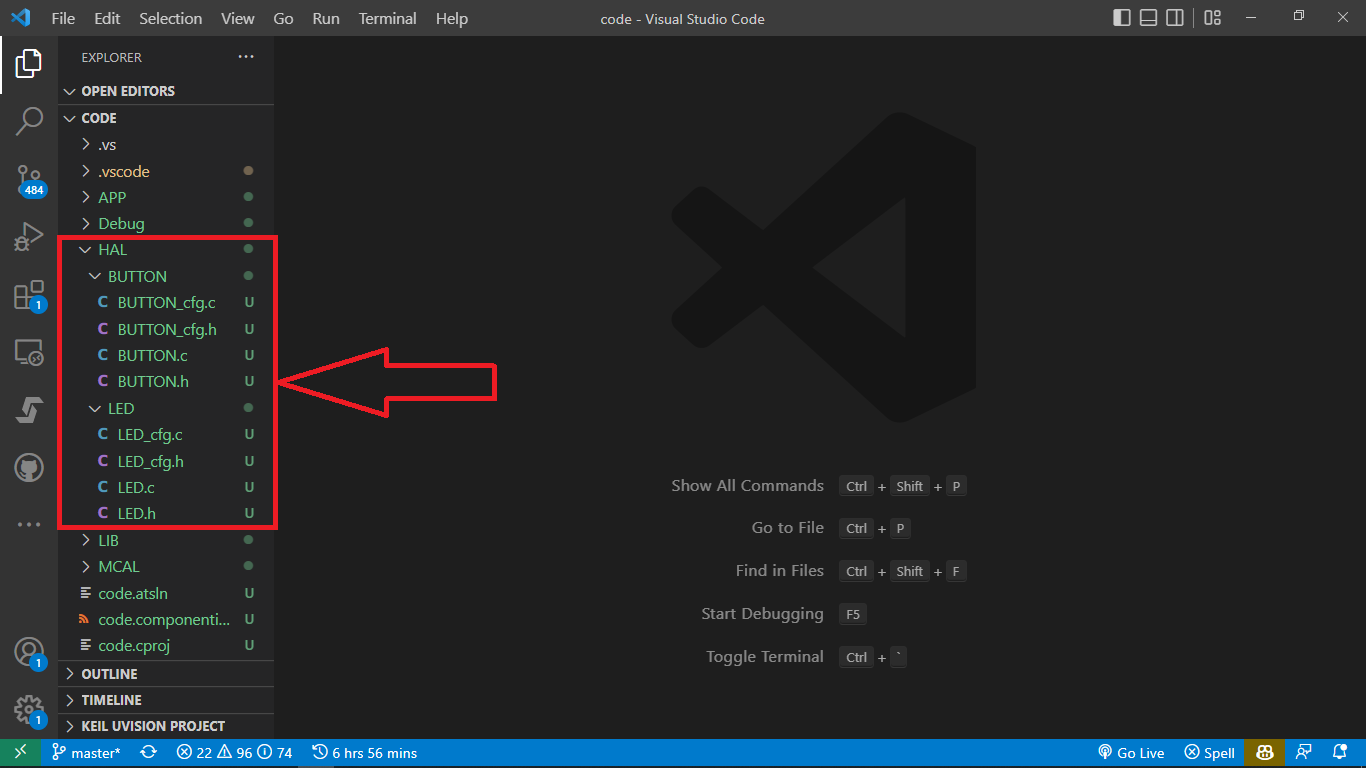 File Edit Selection View Go Run Terminal Help
code - Visual Studio Code
EXPLORER
OPEN EDITORS
CODE
.vs
.vscode
APP
Debug
HAL
BUTTON
C BUTTON_cfg.c U
C BUTTON_cfg.h U
C BUTTON.c U
C BUTTON.h U
LED
C LED_cfg.c U
C LED_cfg.h U
C LED.c U
C LED.h U
LIB
MCAL
code.atsln U
code.componenti... U
code.cproj U
OUTLINE
TIMELINE
KEIL UVISION PROJECT
484
1
1
1
Show All Commands Ctrl + Shift + P
Go to File Ctrl + P
Find in Files Ctrl + Shift + F
Start Debugging F5
Toggle Terminal Ctrl + `
master* 22 96 74 6 hrs 56 mins Go Live Spell